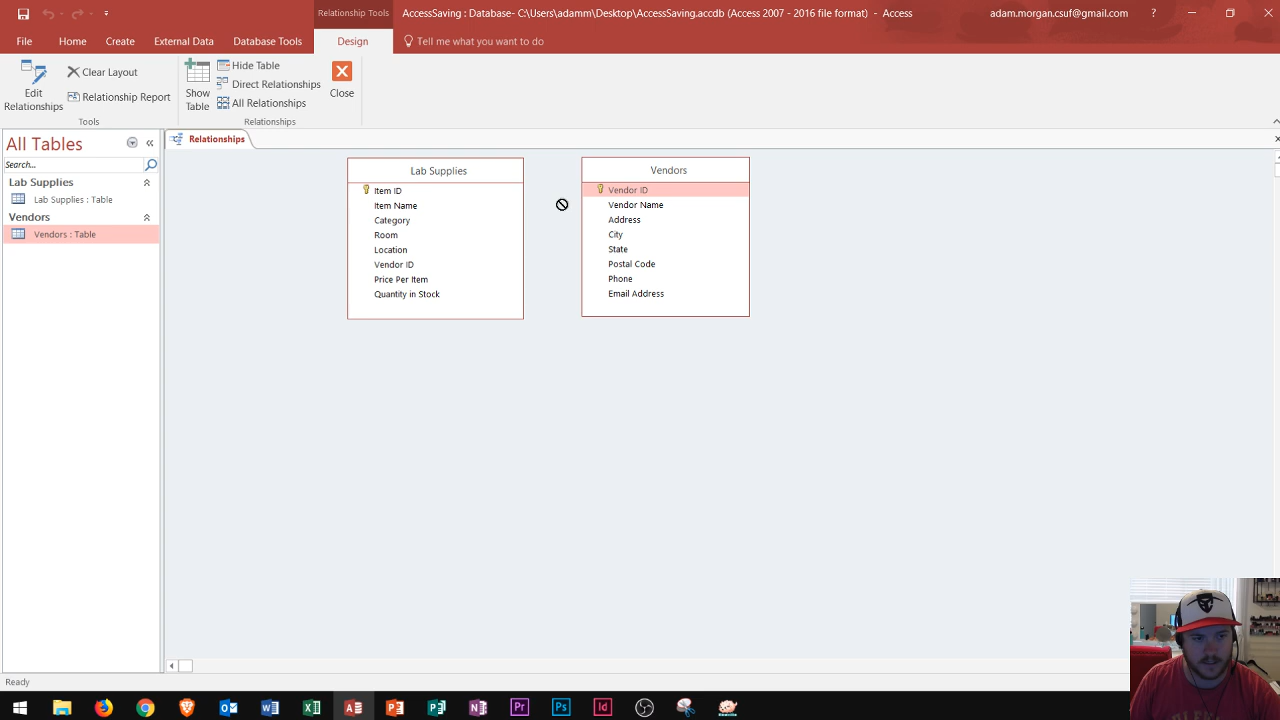 Relationship Tools
AccessSaving : Database- C:\Users\adamm\Desktop\AccessSaving.accdb (Access 2007 - 2016 file format) - Access
adam.morgan.csuf@gmail.com
?
File
Home
Create
External Data
Database Tools
Design
Tell me what you want to do
Edit
Relationships
Clear Layout
Relationship Report
Tools
Show
Table
Hide Table
Direct Relationships
All Relationships
Relationships
Close
All Tables
Search...
Lab Supplies
Lab Supplies : Table
Vendors
Vendors : Table
Relationships
Lab Supplies
Item ID
Item Name
Category
Room
Location
Vendor ID
Price Per Item
Quantity in Stock
Vendors
Vendor ID
Vendor Name
Address
City
State
Postal Code
Phone
Email Address
Ready
Pr
Ps
Id